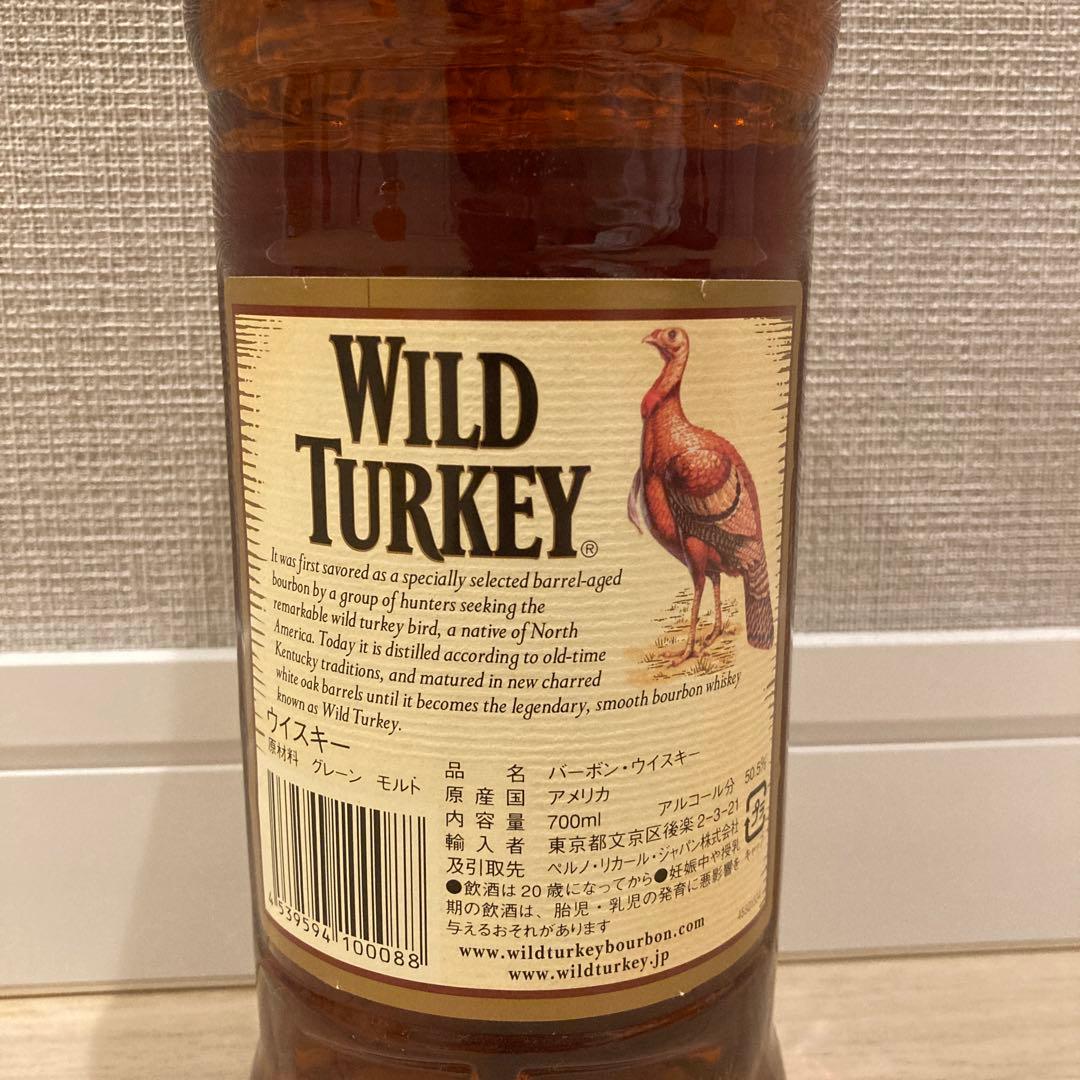 WILD
TURKEY®
It was first savored as a specially selected barrel-aged
bourbon by a group of hunters seeking the
remarkable wild turkey bird, a native of North
America. Today it is distilled according to old-time
Kentucky traditions, and matured in new charred
white oak barrels until it becomes the legendary, smooth bourbon whiskey
known as Wild Turkey.
ウイスキー
原材料 グレーン モルト
品名 バーボン・ウイスキー
原産国 アメリカ アルコール分 50.5%
内容量 700ml
輸入者 東京都文京区後楽2-3-21
及引取先 ペルノ・リカール・ジャパン株式会社
●飲酒は20歳になってから●妊娠中や授乳
期の飲酒は、胎児・乳児の発育に悪影響を
与えるおそれがあります
プラ
www.wildturkeybourbon.com
www.wildturkey.jp
4 539594 100088